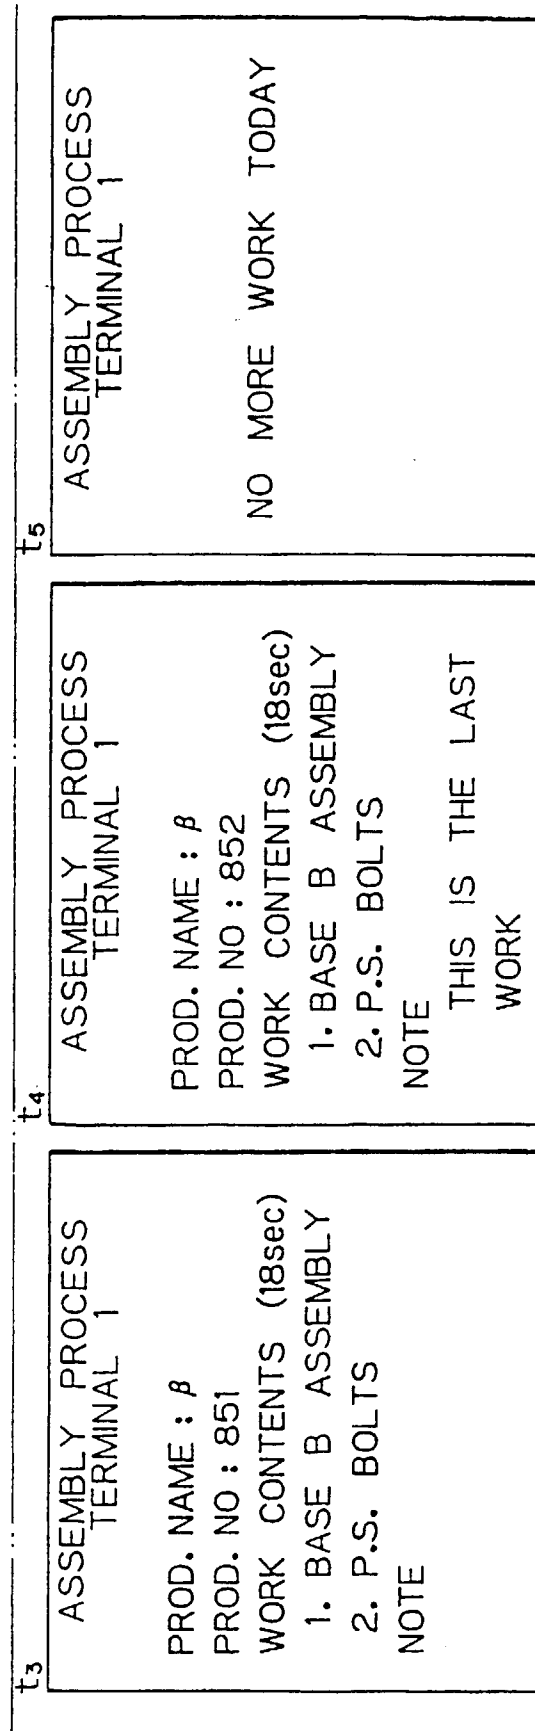 t3
ASSEMBLY PROCESS
TERMINAL 1
PROD. NAME : β
PROD. NO : 851
WORK CONTENTS (18sec)
1. BASE B ASSEMBLY
2. P.S. BOLTS
NOTE
t4
ASSEMBLY PROCESS
TERMINAL 1
PROD. NAME : β
PROD. NO : 852
WORK CONTENTS (18sec)
1. BASE B ASSEMBLY
2. P.S. BOLTS
NOTE
THIS IS THE LAST
WORK
t5
ASSEMBLY PROCESS
TERMINAL 1
NO MORE WORK TODAY